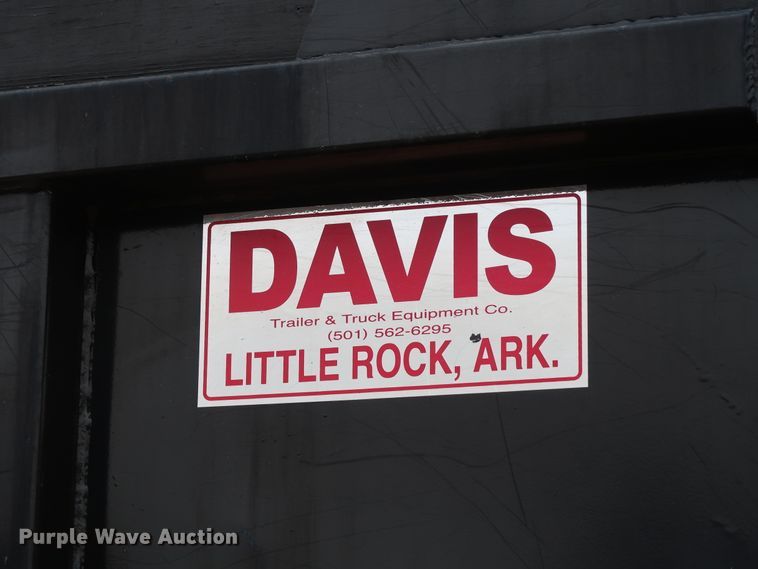 DAVIS
Trailer & Truck Equipment Co.
(501) 562-6295
LITTLE ROCK, ARK.
Purple Wave Auction